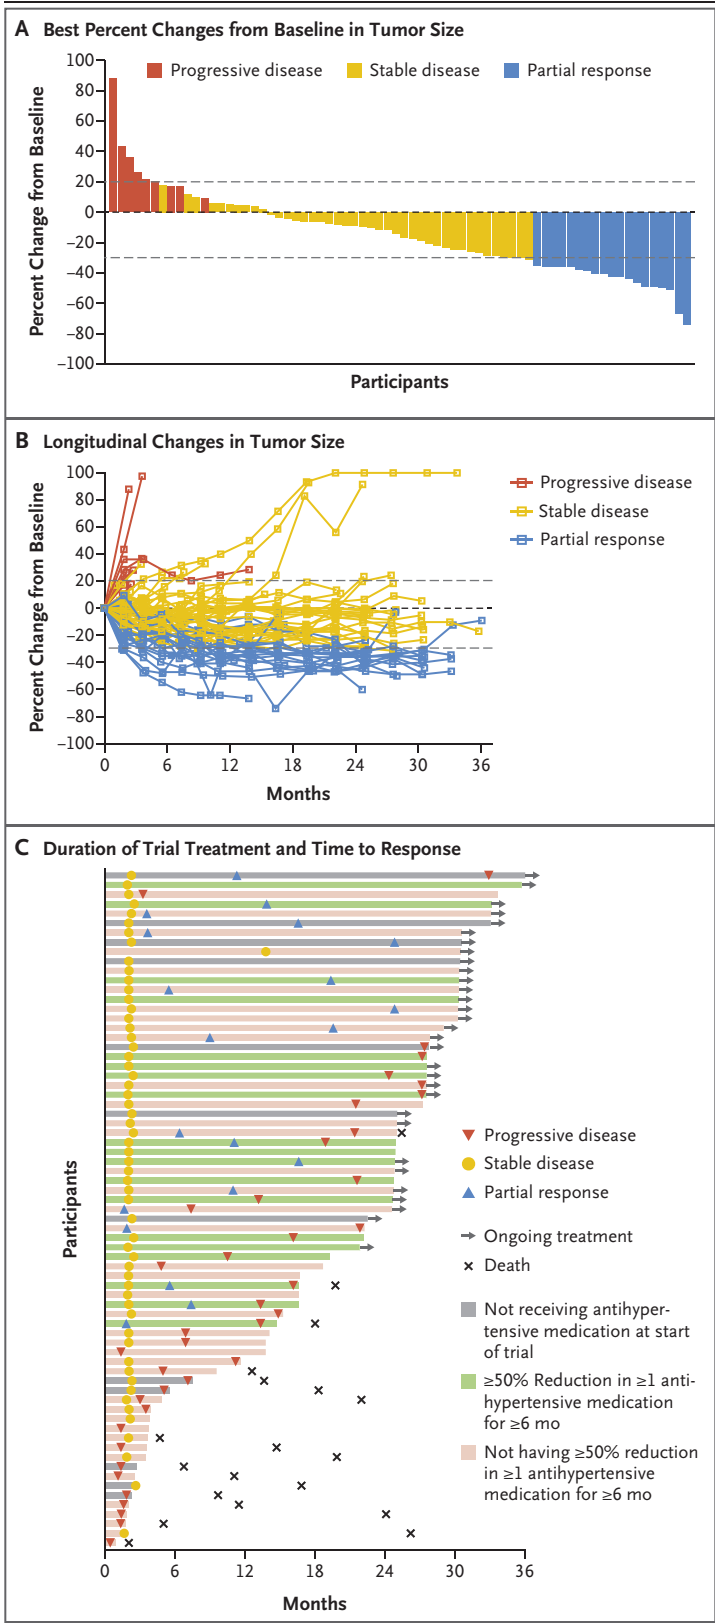 A Best Percent Changes from Baseline in Tumor Size
Progressive disease
Stable disease
Partial response
Percent Change from Baseline
100
80
60
40
20
0
−20
−40
−60
−80
−100
Participants
B Longitudinal Changes in Tumor Size
Progressive disease
Stable disease
Partial response
Percent Change from Baseline
100
80
60
40
20
0
−20
−40
−60
−80
−100
0 6 12 18 24 30 36
Months
C Duration of Trial Treatment and Time to Response
Participants
Progressive disease
Stable disease
Partial response
Ongoing treatment
Death
Not receiving antihyper-
tensive medication at start
of trial
≥50% Reduction in ≥1 anti-
hypertensive medication
for ≥6 mo
Not having ≥50% reduction
in ≥1 antihypertensive
medication for ≥6 mo
0 6 12 18 24 30 36
Months